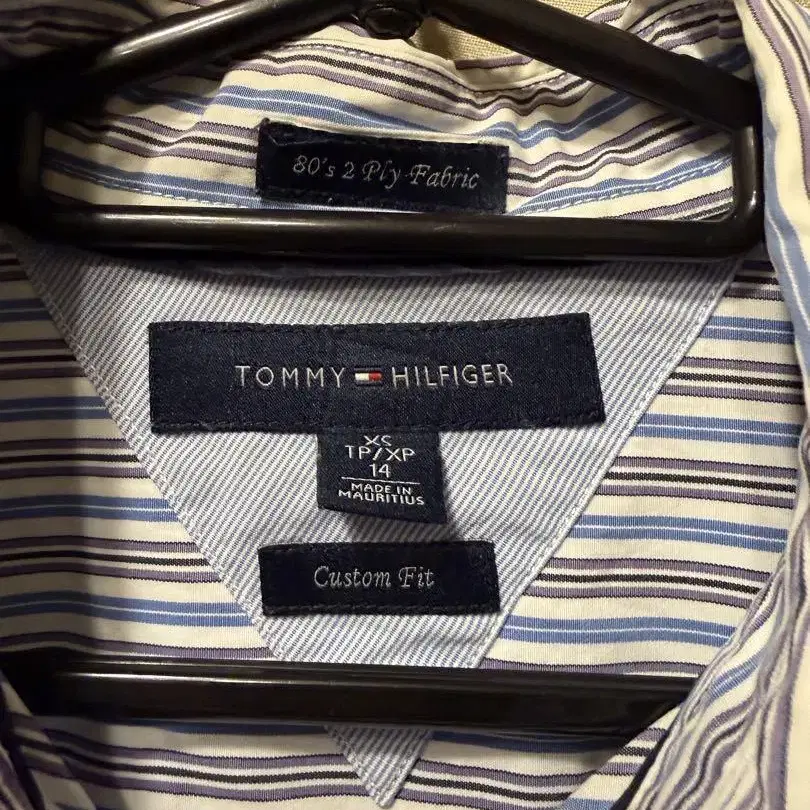 80's 2 Ply Fabric
TOMMY HILFIGER
XS
TP/XP
14
MADE IN
MAURITIUS
Custom Fit